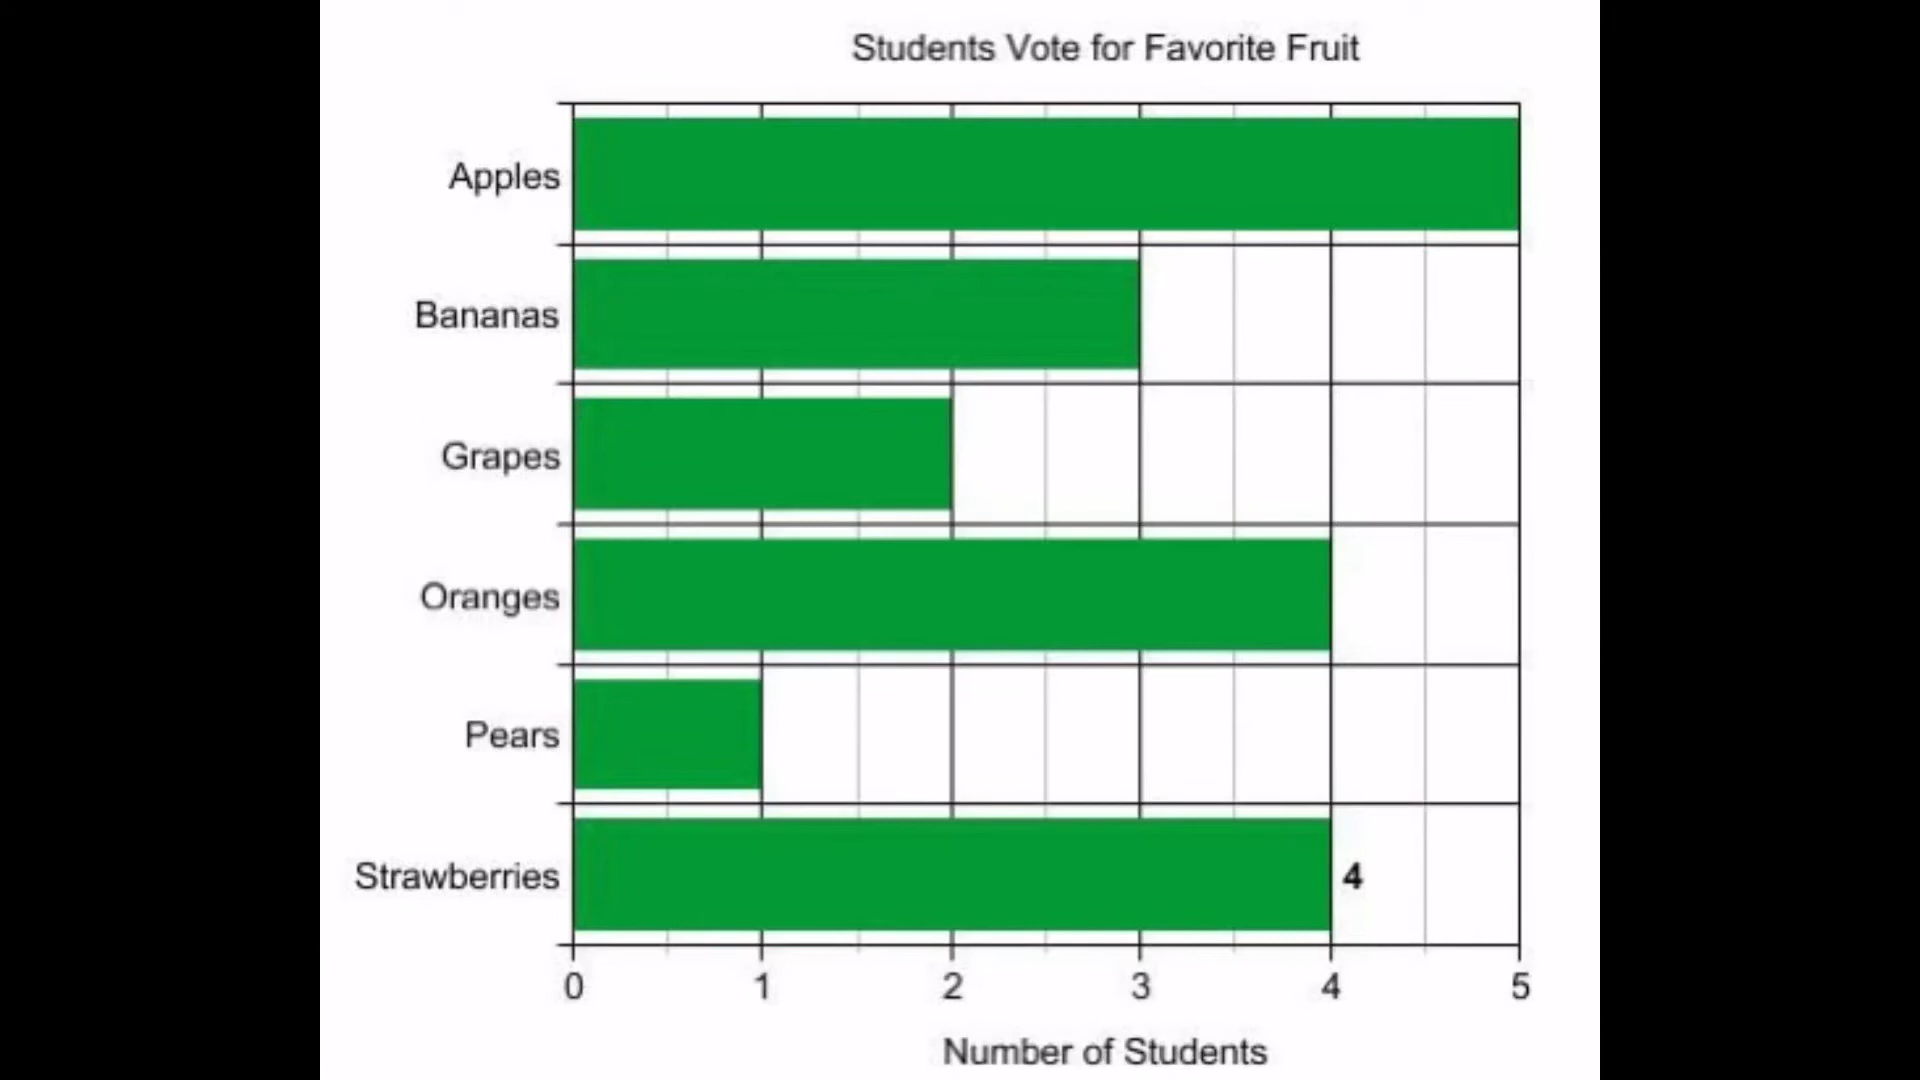 Students Vote for Favorite Fruit
Apples
Bananas
Grapes
Oranges
Pears
Strawberries 4
0 1 2 3 4 5
Number of Students